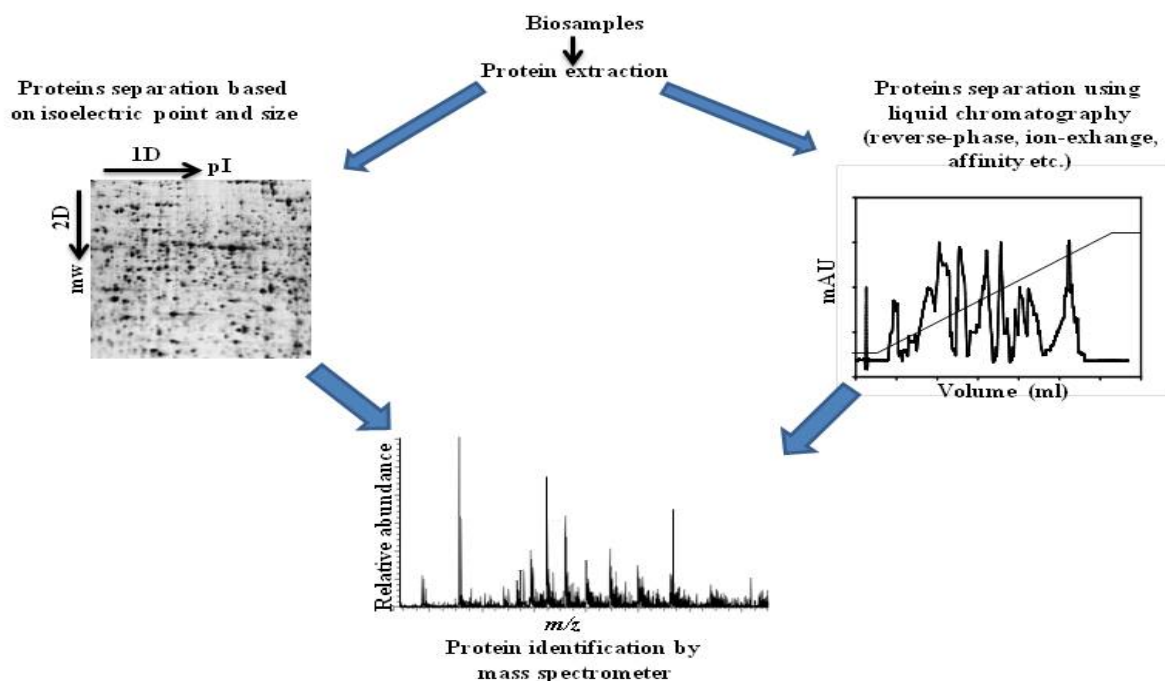 Biosamples
Protein extraction
Proteins separation based
on isoelectric point and size
1D
pI
2D
mw
Proteins separation using
liquid chromatography
(reverse-phase, ion-exhange,
affinity etc.)
mAU
Volume (ml)
Relative abundance
m/z
Protein identification by
mass spectrometer